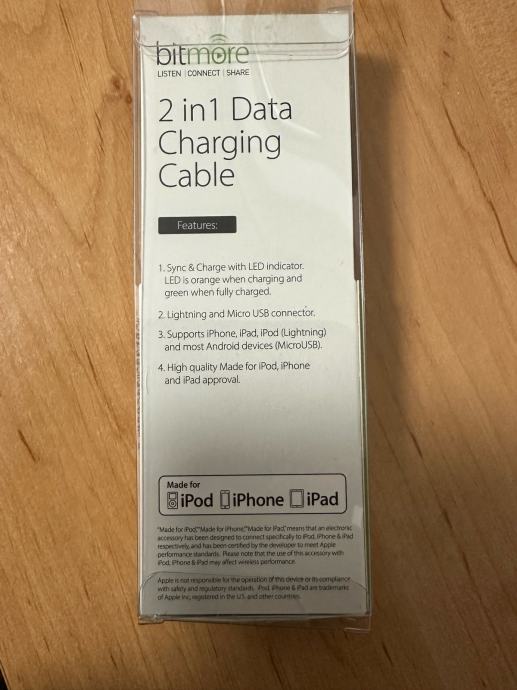 bitmore
LISTEN | CONNECT | SHARE
2 in1 Data
Charging
Cable
Features:
1. Sync & Charge with LED indicator.
LED is orange when charging and
green when fully charged.
2. Lightning and Micro USB connector.
3. Supports iPhone, iPad, iPod (Lightning)
and most Android devices (MicroUSB).
4. High quality Made for iPod, iPhone
and iPad approval.
Made for
iPod iPhone iPad
"Made for iPod," "Made for iPhone," "Made for iPad," means that an electronic
accessory has been designed to connect specifically to iPod, iPhone & iPad
respectively, and has been certified by the developer to meet Apple
performance standards. Please note that the use of this accessory with
iPod, iPhone & iPad may affect wireless performance.
Apple is not responsible for the operation of this device or its compliance
with safety and regulatory standards. iPod, iPhone & iPad are trademarks
of Apple Inc, registered in the U.S. and other countries.